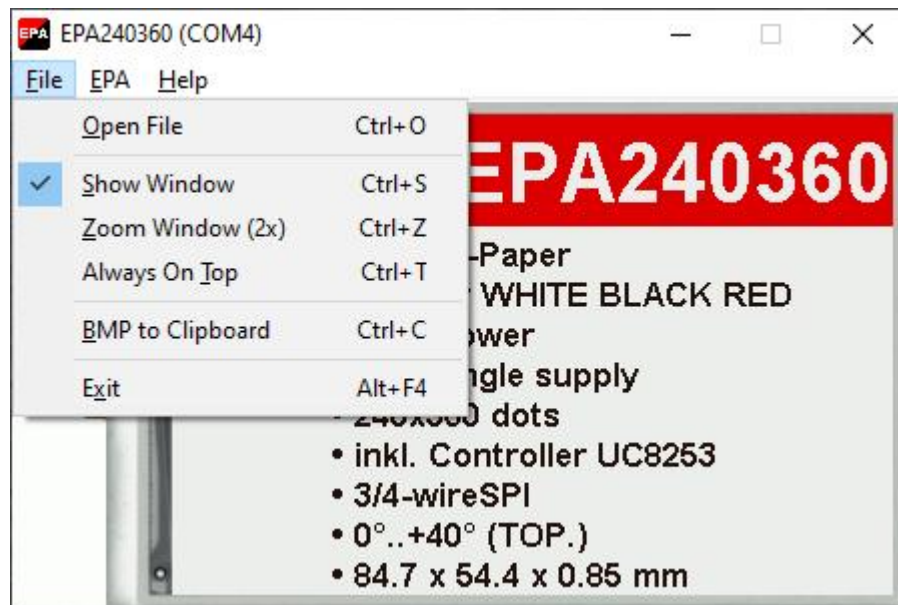 EPA EPA240360 (COM4)
File EPA Help
Open File Ctrl+O
Show Window Ctrl+S
Zoom Window (2x) Ctrl+Z
Always On Top Ctrl+T
BMP to Clipboard Ctrl+C
Exit Alt+F4
EPA240360
-Paper
WHITE BLACK RED
dots
• inkl. Controller UC8253
• 3/4-wireSPI
• 0°..+40° (TOP.)
• 84.7 x 54.4 x 0.85 mm
single supply